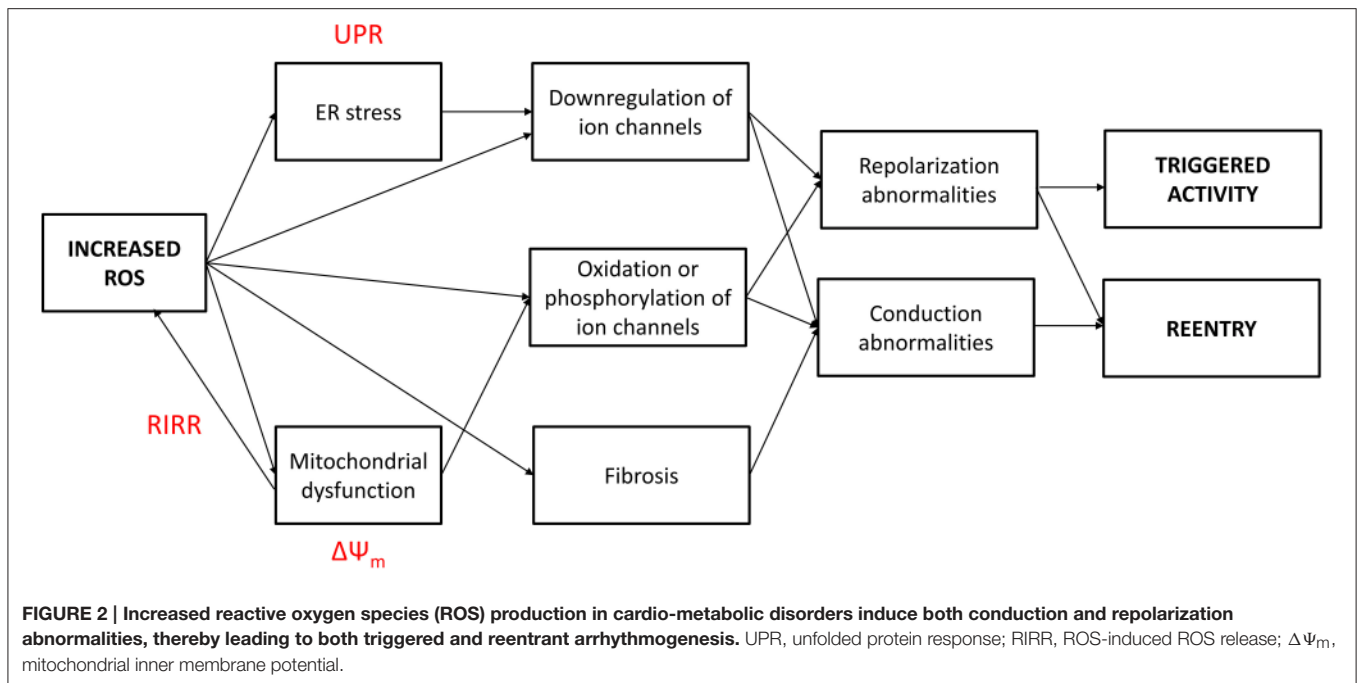 UPR
ER stress
Downregulation of
ion channels
Repolarization
abnormalities
TRIGGERED
ACTIVITY
INCREASED
ROS
Oxidation or
phosphorylation of
ion channels
Conduction
abnormalities
REENTRY
RIRR
Mitochondrial
dysfunction
Fibrosis
ΔΨm
FIGURE 2 | Increased reactive oxygen species (ROS) production in cardio-metabolic disorders induce both conduction and repolarization
abnormalities, thereby leading to both triggered and reentrant arrhythmogenesis. UPR, unfolded protein response; RIRR, ROS-induced ROS release; ΔΨm,
mitochondrial inner membrane potential.